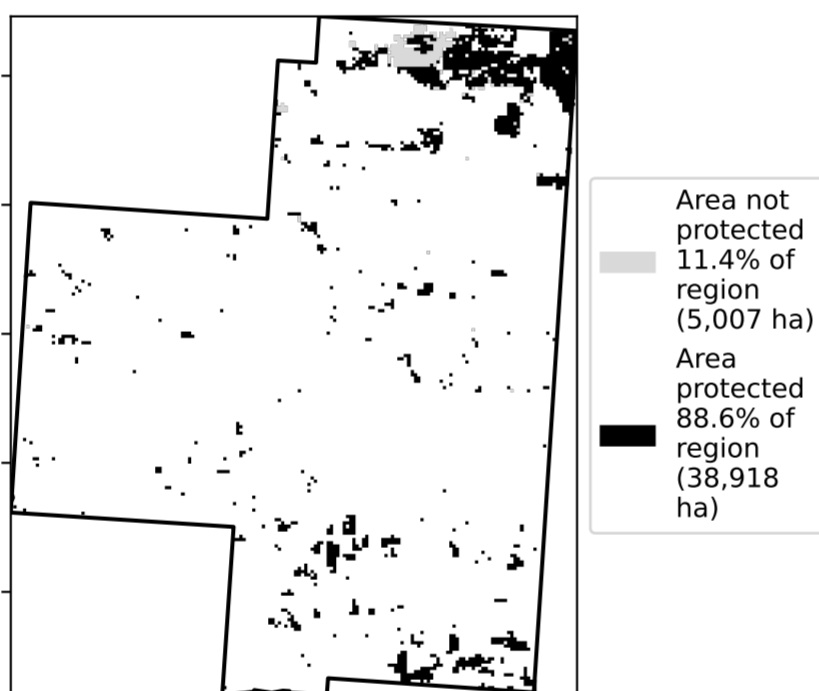 Area not
protected
11.4% of
region
(5,007 ha)
Area
protected
88.6% of
region
(38,918
ha)